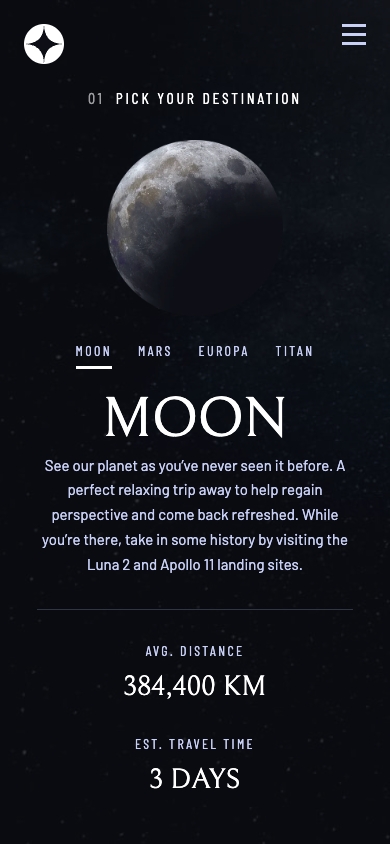 01 PICK YOUR DESTINATION
MOON MARS EUROPA TITAN
MOON
See our planet as you’ve never seen it before. A
perfect relaxing trip away to help regain
perspective and come back refreshed. While
you’re there, take in some history by visiting the
Luna 2 and Apollo 11 landing sites.
AVG. DISTANCE
384,400 KM
EST. TRAVEL TIME
3 DAYS